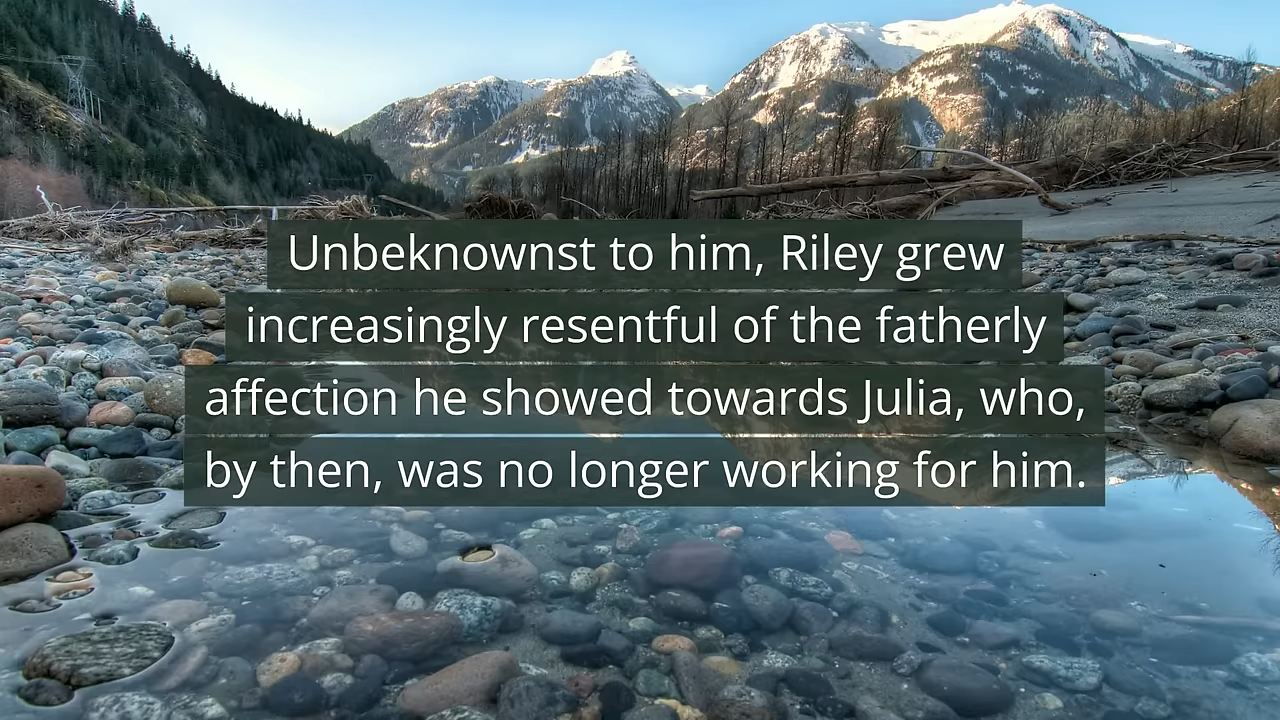 Unbeknownst to him, Riley grew
increasingly resentful of the fatherly
affection he showed towards Julia, who,
by then, was no longer working for him.